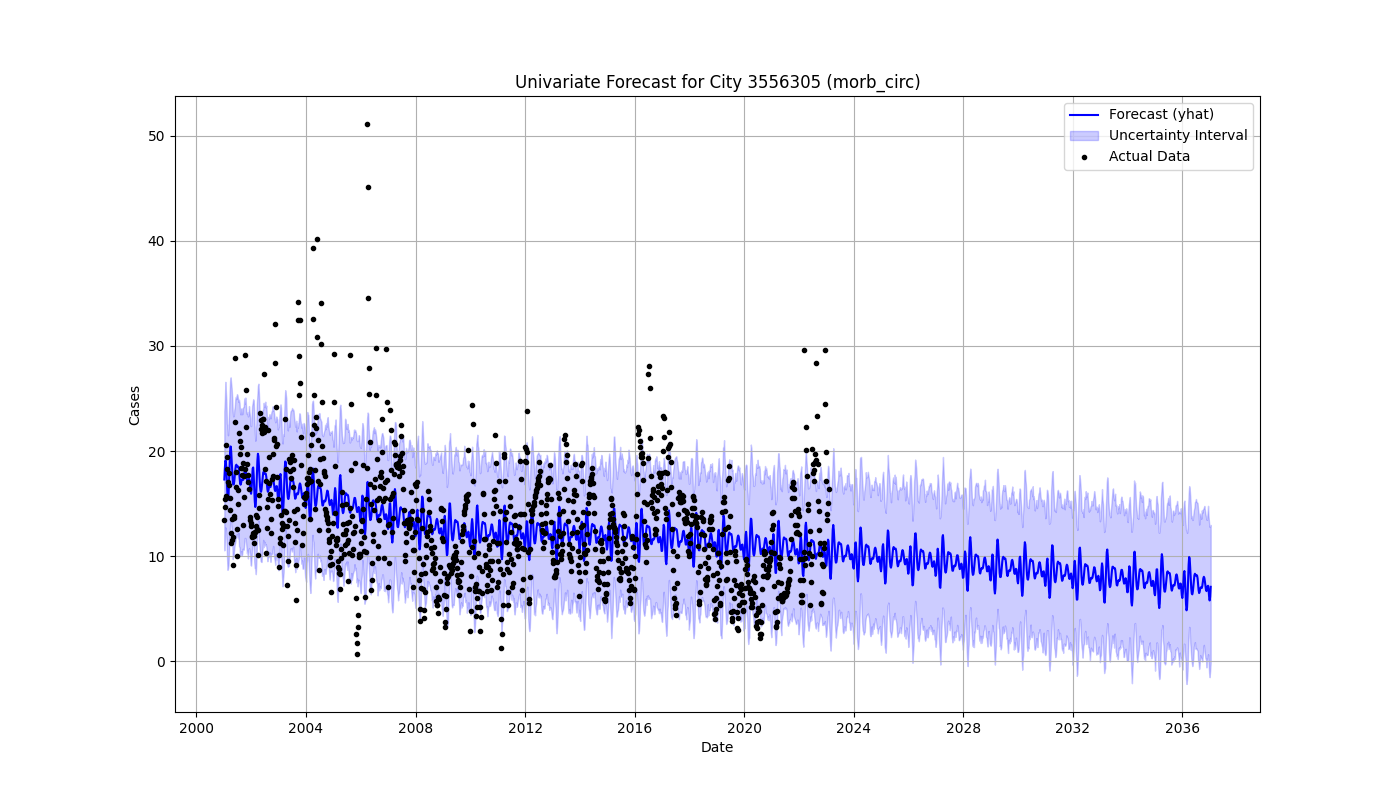 Univariate Forecast for City 3556305 (morb_circ)
Forecast (yhat)
Uncertainty Interval
Actual Data
Cases
50
40
30
20
10
0
2000 2004 2008 2012 2016 2020 2024 2028 2032 2036
Date